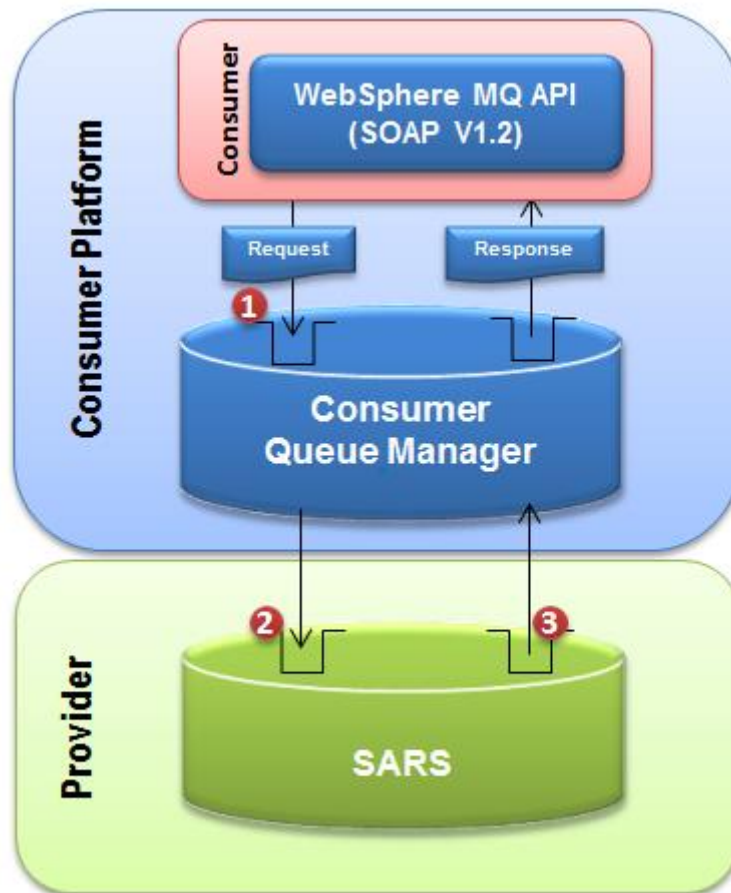 Consumer Platform
Consumer
WebSphere MQ API
(SOAP V1.2)
Request
Response
1
Consumer
Queue Manager
Provider
2
3
SARS